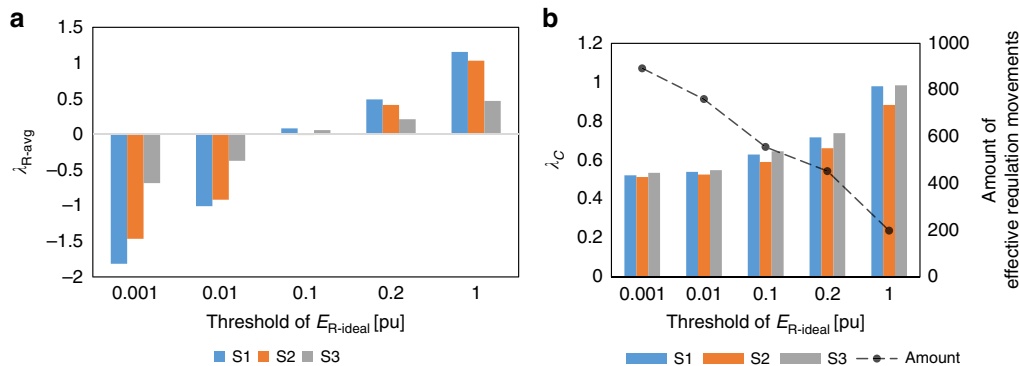 a
1.5
1
0.5
0
–0.5
–1
–1.5
–2
λR-avg
0.001 0.01 0.1 0.2 1
Threshold of ER-ideal [pu]
S1 S2 S3
b
1.2
1
0.8
0.6
0.4
0.2
0
λC
1000
800
600
400
200
0
Amount of
effective regulation movements
0.001 0.01 0.1 0.2 1
Threshold of ER-ideal [pu]
S1 S2 S3 Amount